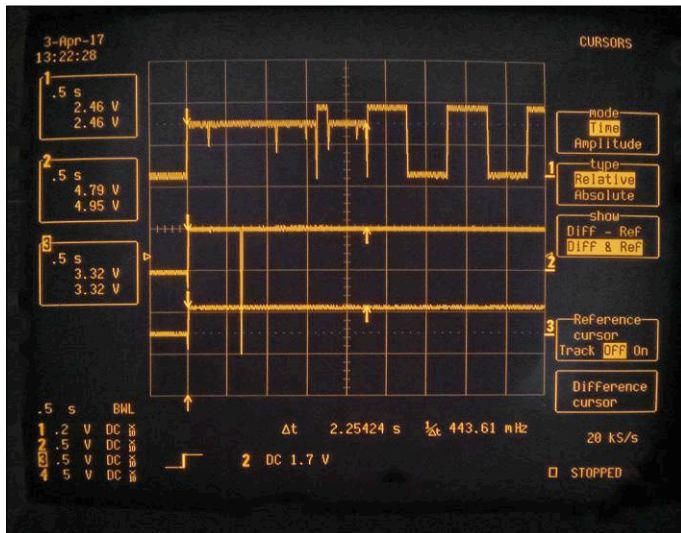 3-Apr-17
13:22:28
CURSORS
1
.5 s
2.46 V
2.46 V
mode
Time
Amplitude
2
.5 s
4.79 V
4.95 V
1
type
Relative
Absolute
show
Diff - Ref
Diff & Ref
3
.5 s
3.32 V
3.32 V
2
3
Reference
cursor
Track Off On
Difference
cursor
.5 s BWL
1 .2 V DC
2 .5 V DC
3 .5 V DC
4 5 V DC
Δt 2.25424 s 1/Δt 443.61 mHz
2 DC 1.7 V
20 kS/s
STOPPED